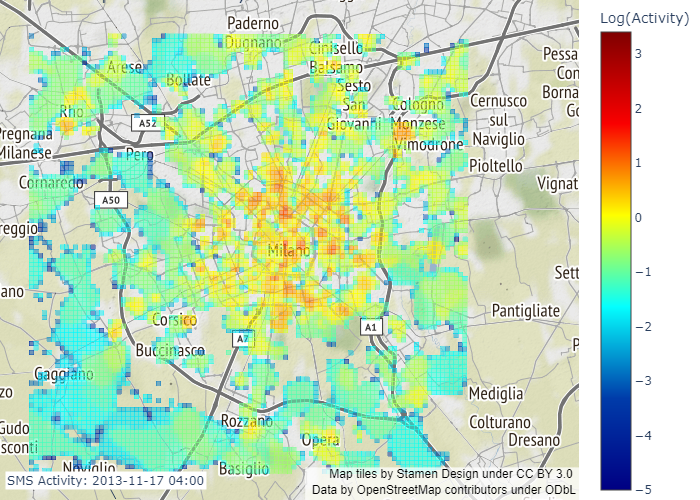 Log(Activity)
3
2
1
0
−1
−2
−3
−4
−5
Paderno
Dugnano
Cinisello
Balsamo
Arese
Bollate
Sesto
San
Giovanni
Cologno
Monzese
Vimodrone
Cernusco
sul
Naviglio
Pessa
Con
Borna
Go
Rho
A52
Pregnana
Milanese
Pero
Pioltello
Cornaredo
A50
Vignat
reggio
Milano
Sett
ano
Pantigliate
Corsico
A7
A1
P
Buccinasco
Gaggiano
zo
Mediglia
Rozzano
Colturano
Gudo
sconti
Opera
Dresano
Noviglio
Basiglio
SMS Activity: 2013-11-17 04:00
Map tiles by Stamen Design under CC BY 3.0
Data by OpenStreetMap contributors under ODbL